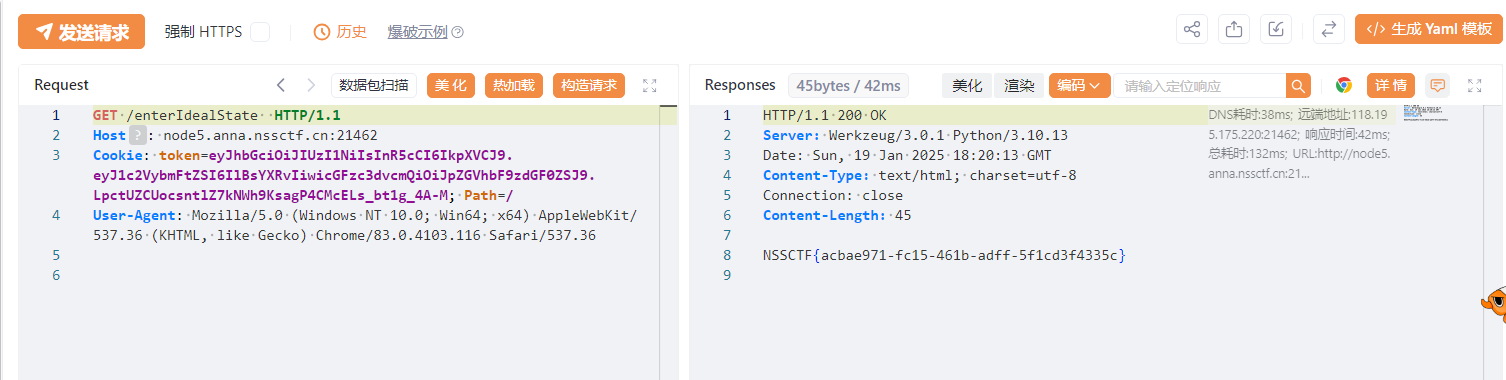 发送请求 强制 HTTPS 历史 爆破示例 生成 Yaml 模板
Request 数据包扫描 美化 热加载 构造请求
1 GET /enterIdealState HTTP/1.1
2 Host ? : node5.anna.nssctf.cn:21462
3 Cookie: token=eyJhbGciOiJIUzI1NiIsInR5cCI6IkpXVCJ9.
eyJ1c2VybmFtZSI6IlBsYXRvIiwicGFzc3dvcmQiOiJpZGVhbF9zdGF0ZSJ9.
LpctUZCUocsntlZ7kNWh9KsagP4CMcELs_bt1g_4A-M; Path=/
4 User-Agent: Mozilla/5.0 (Windows NT 10.0; Win64; x64) AppleWebKit/
537.36 (KHTML, like Gecko) Chrome/83.0.4103.116 Safari/537.36
5
6
Responses 45bytes / 42ms 美化 渲染 编码 请输入定位响应 详情
1 HTTP/1.1 200 OK
2 Server: Werkzeug/3.0.1 Python/3.10.13
3 Date: Sun, 19 Jan 2025 18:20:13 GMT
4 Content-Type: text/html; charset=utf-8
5 Connection: close
6 Content-Length: 45
7
8 NSSCTF{acbae971-fc15-461b-adff-5f1cd3f4335c}
9
DNS耗时:38ms; 远端地址:118.19
5.175.220:21462; 响应时间:42ms;
总耗时:132ms; URL:http://node5.
anna.nssctf.cn:21...